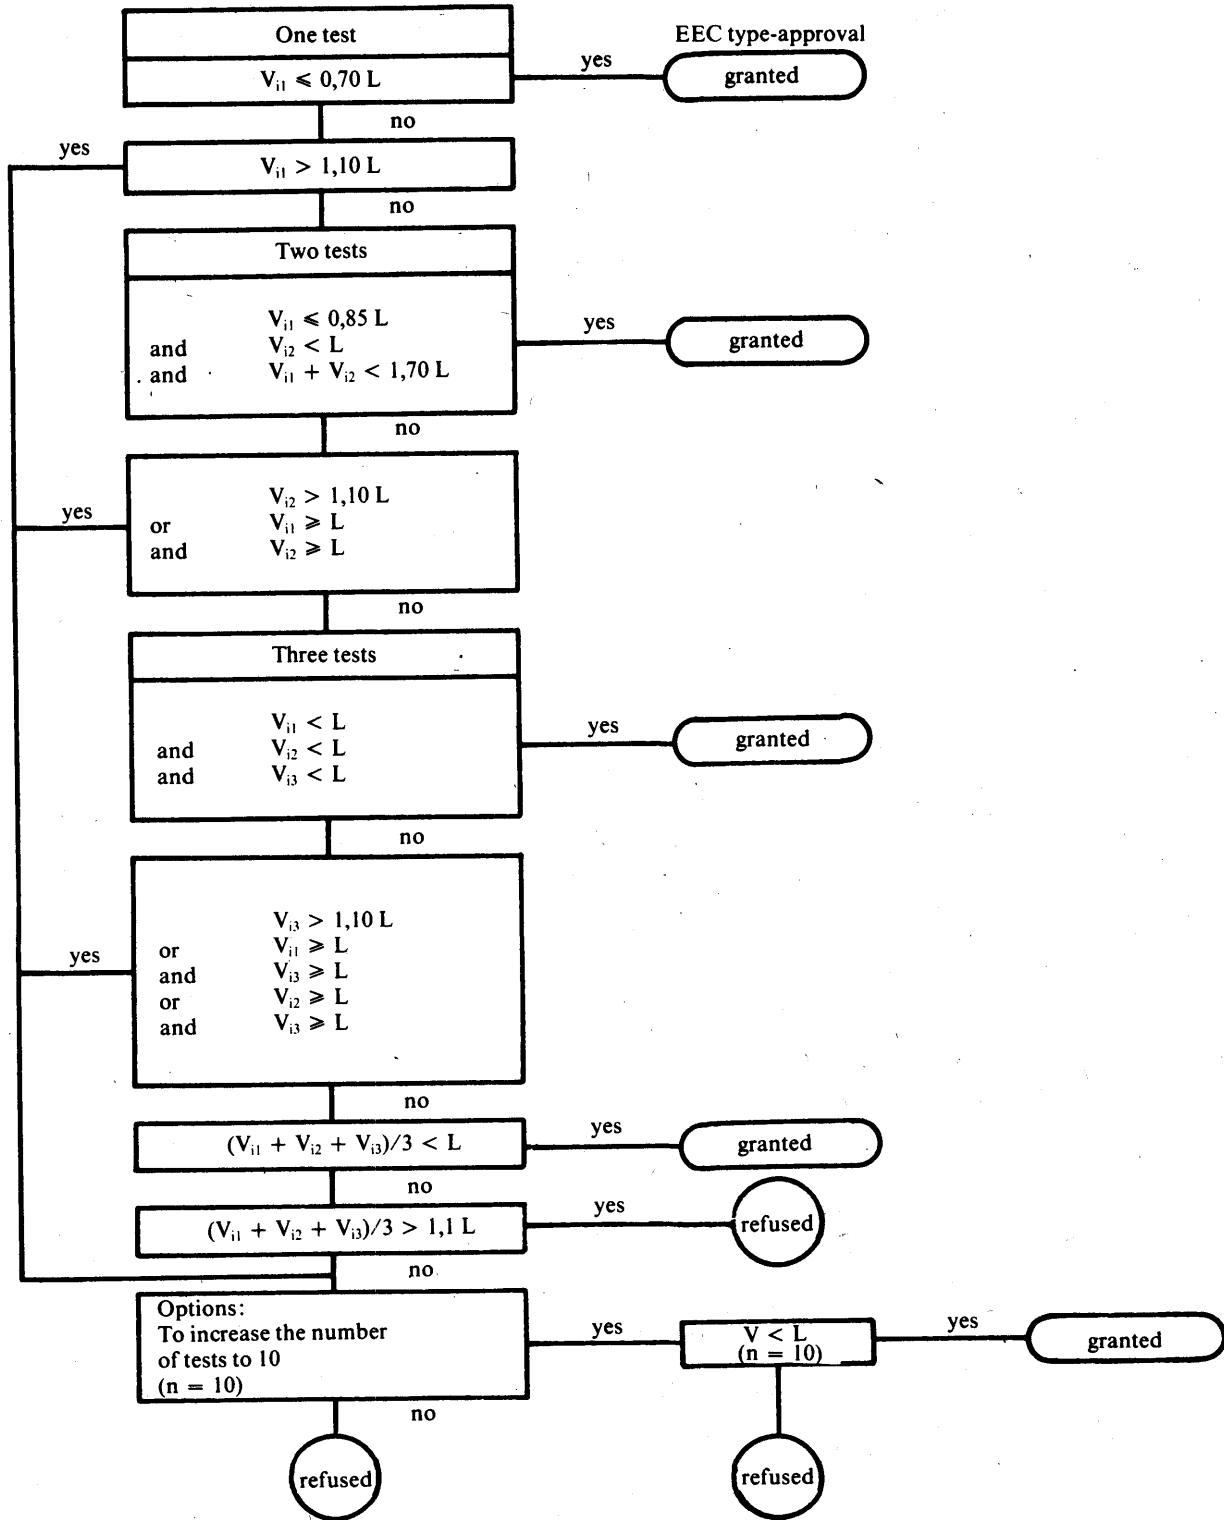 One test
EEC type-approval
V_i1 ⩽ 0,70 L
yes
granted
no
yes
V_i1 > 1,10 L
no
Two tests
V_i1 ⩽ 0,85 L
and V_i2 < L
and V_i1 + V_i2 < 1,70 L
yes
granted
no
yes
V_i2 > 1,10 L
or V_i1 ⩾ L
and V_i2 ⩾ L
no
Three tests
V_i1 < L
and V_i2 < L
and V_i3 < L
yes
granted
no
yes
V_i3 > 1,10 L
or V_i1 ⩾ L
and V_i3 ⩾ L
or V_i2 ⩾ L
and V_i3 ⩾ L
no
(V_i1 + V_i2 + V_i3)/3 < L
yes
granted
no
(V_i1 + V_i2 + V_i3)/3 > 1,1 L
yes
refused
no
Options:
To increase the number
of tests to 10
(n = 10)
yes
V < L
(n = 10)
yes
granted
no
refused
refused